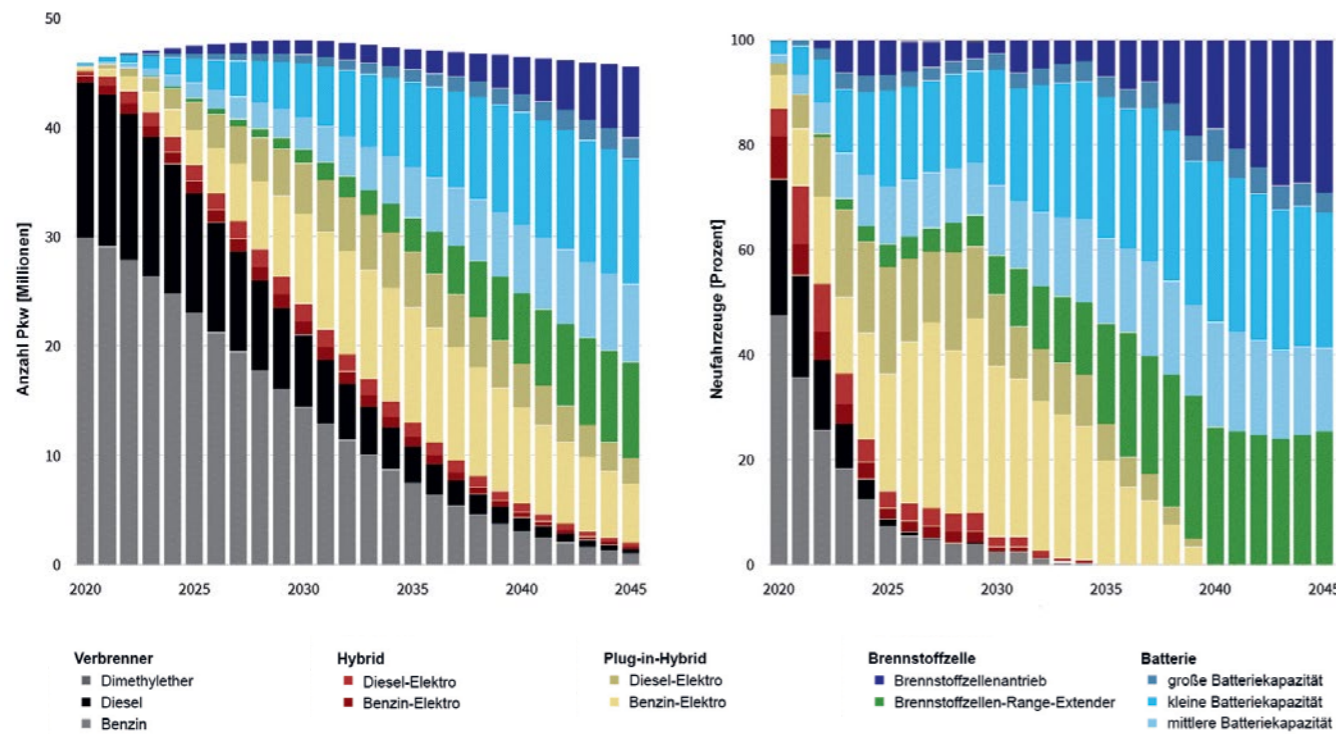 Anzahl Pkw [Millionen]
50
40
30
20
10
0
2020 2025 2030 2035 2040 2045
Neufahrzeuge [Prozent]
100
80
60
40
20
0
2020 2025 2030 2035 2040 2045
Verbrenner
Dimethylether
Diesel
Benzin
Hybrid
Diesel-Elektro
Benzin-Elektro
Plug-in-Hybrid
Diesel-Elektro
Benzin-Elektro
Brennstoffzelle
Brennstoffzellenantrieb
Brennstoffzellen-Range-Extender
Batterie
große Batteriekapazität
kleine Batteriekapazität
mittlere Batteriekapazität